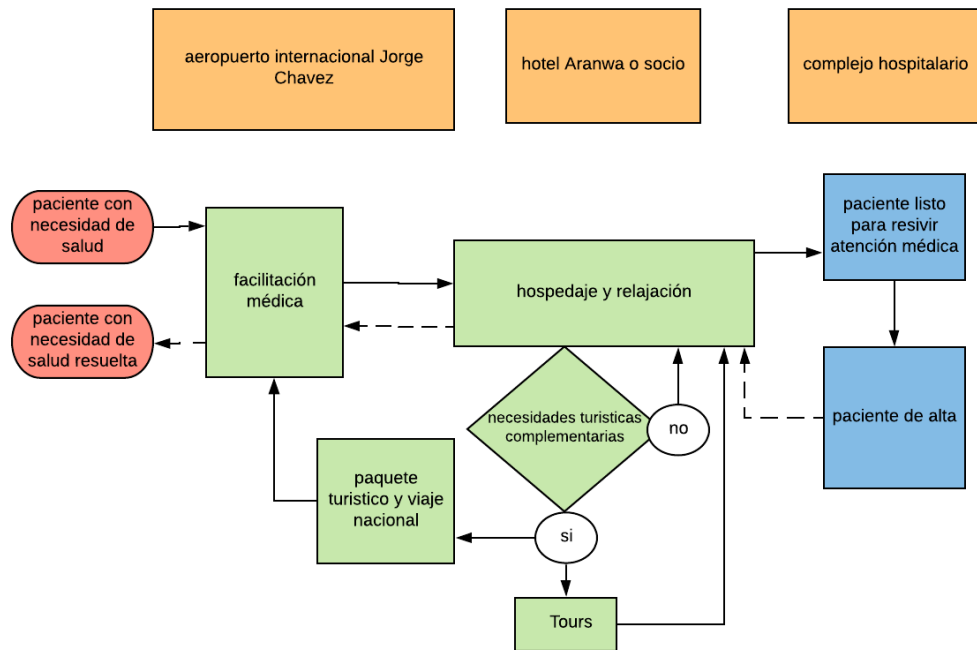 aeropuerto internacional Jorge
Chavez
hotel Aranwa o socio
complejo hospitalario
paciente con
necesidad de
salud
facilitación
médica
hospedaje y relajación
paciente listo
para resivir
atención médica
paciente con
necesidad de
salud resuelta
necesidades turisticas
complementarias
no
paciente de alta
paquete
turistico y viaje
nacional
si
Tours